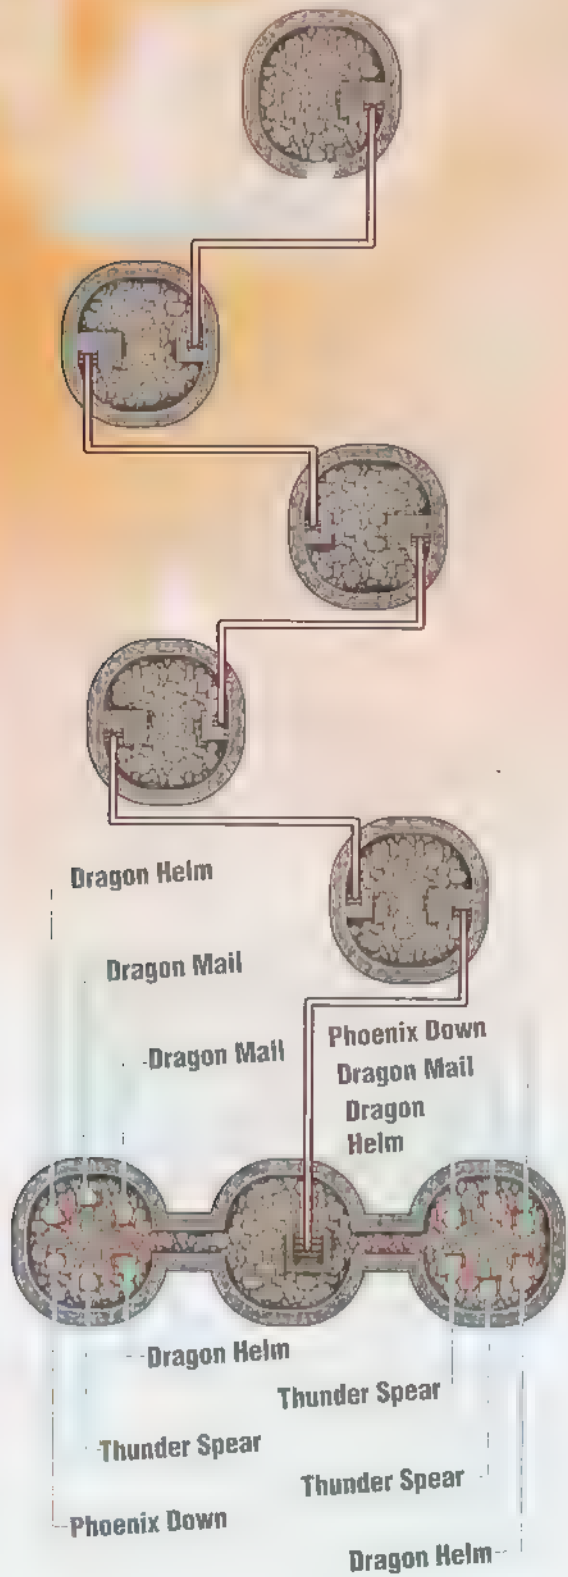 Dragon Helm
Dragon Mail
Dragon Mail
Phoenix Down
Dragon Mail
Dragon
Helm
Dragon Helm
Thunder Spear
Thunder Spear
Thunder Spear
Phoenix Down
Dragon Helm